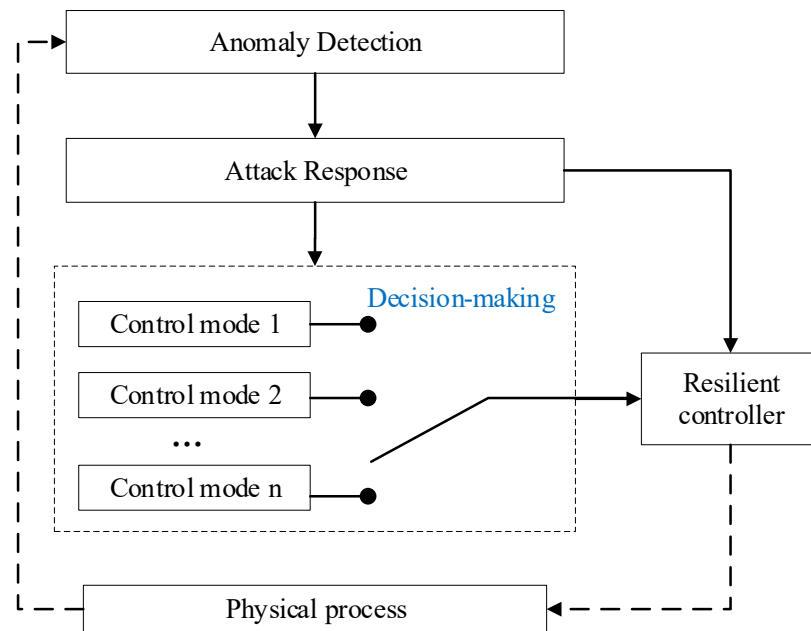 Anomaly Detection
Attack Response
Decision-making
Control mode 1
Control mode 2
...
Control mode n
Resilient
controller
Physical process